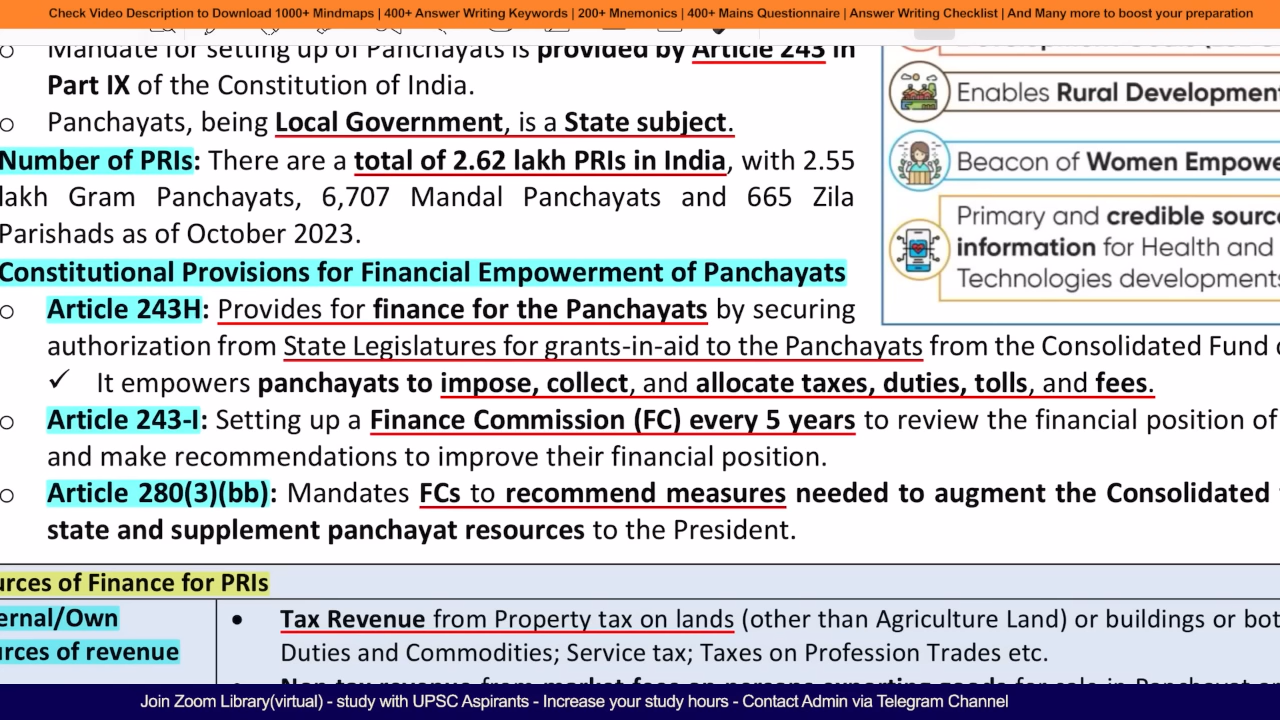 Check Video Description to Download 1000+ Mindmaps | 400+ Answer Writing Keywords | 200+ Mnemonics | 400+ Mains Questionnaire | Answer Writing Checklist | And Many more to boost your preparation
o Mandate for setting up of Panchayats is provided by Article 243 in
Part IX of the Constitution of India.
o Panchayats, being Local Government, is a State subject.
Number of PRIs: There are a total of 2.62 lakh PRIs in India, with 2.55
lakh Gram Panchayats, 6,707 Mandal Panchayats and 665 Zila
Parishads as of October 2023.
Constitutional Provisions for Financial Empowerment of Panchayats
o Article 243H: Provides for finance for the Panchayats by securing
authorization from State Legislatures for grants-in-aid to the Panchayats from the Consolidated Fund
✓ It empowers panchayats to impose, collect, and allocate taxes, duties, tolls, and fees.
o Article 243-I: Setting up a Finance Commission (FC) every 5 years to review the financial position of
and make recommendations to improve their financial position.
o Article 280(3)(bb): Mandates FCs to recommend measures needed to augment the Consolidated
state and supplement panchayat resources to the President.
Enables Rural Development
Beacon of Women Empowe
Primary and credible source
information for Health and
Technologies developments
urces of Finance for PRIs
ernal/Own
urces of revenue
• Tax Revenue from Property tax on lands (other than Agriculture Land) or buildings or bot
Duties and Commodities; Service tax; Taxes on Profession Trades etc.
Join Zoom Library(virtual) - study with UPSC Aspirants - Increase your study hours - Contact Admin via Telegram Channel